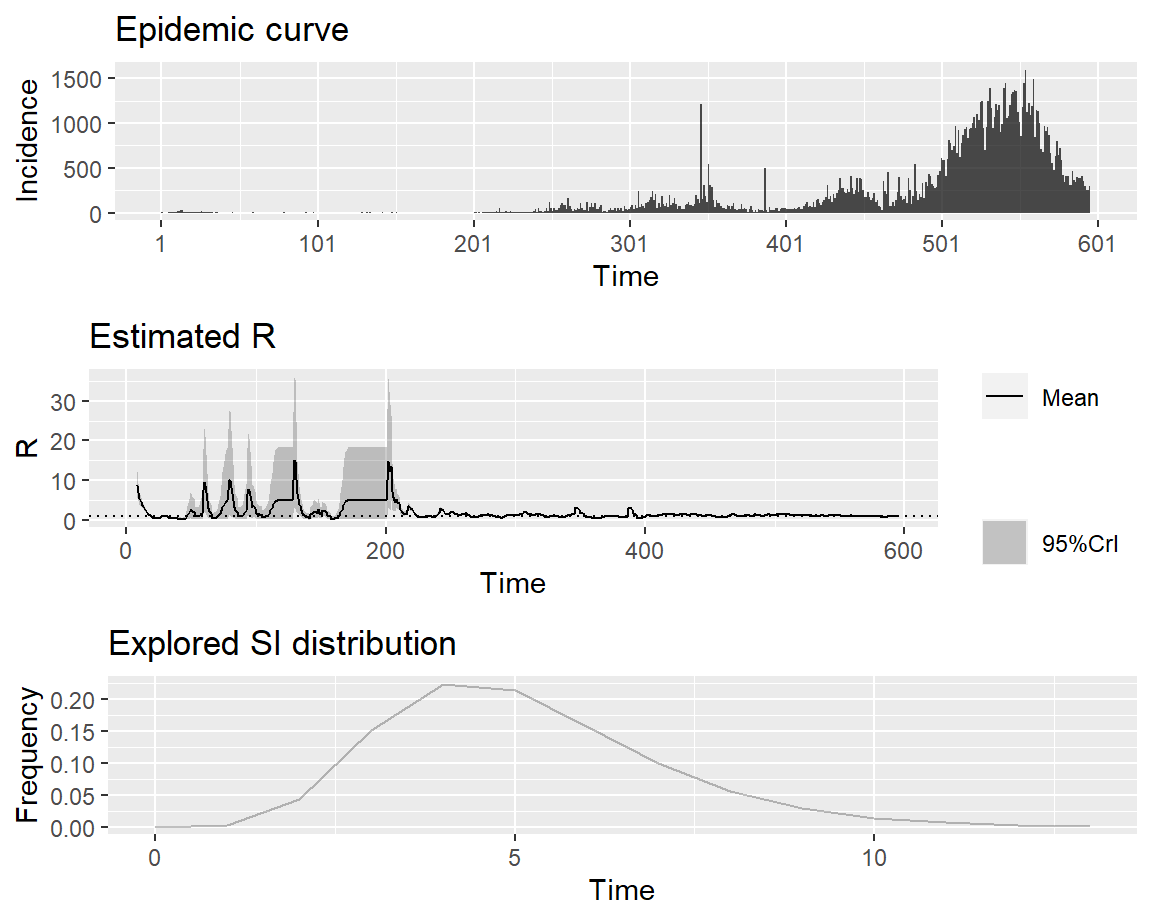 Epidemic curve
Incidence
1500
1000
500
0
1 101 201 301 401 501 601
Time
Estimated R
R
30
20
10
0
0 200 400 600
Time
Mean
95%CrI
Explored SI distribution
Frequency
0.20
0.15
0.10
0.05
0.00
0 5 10
Time